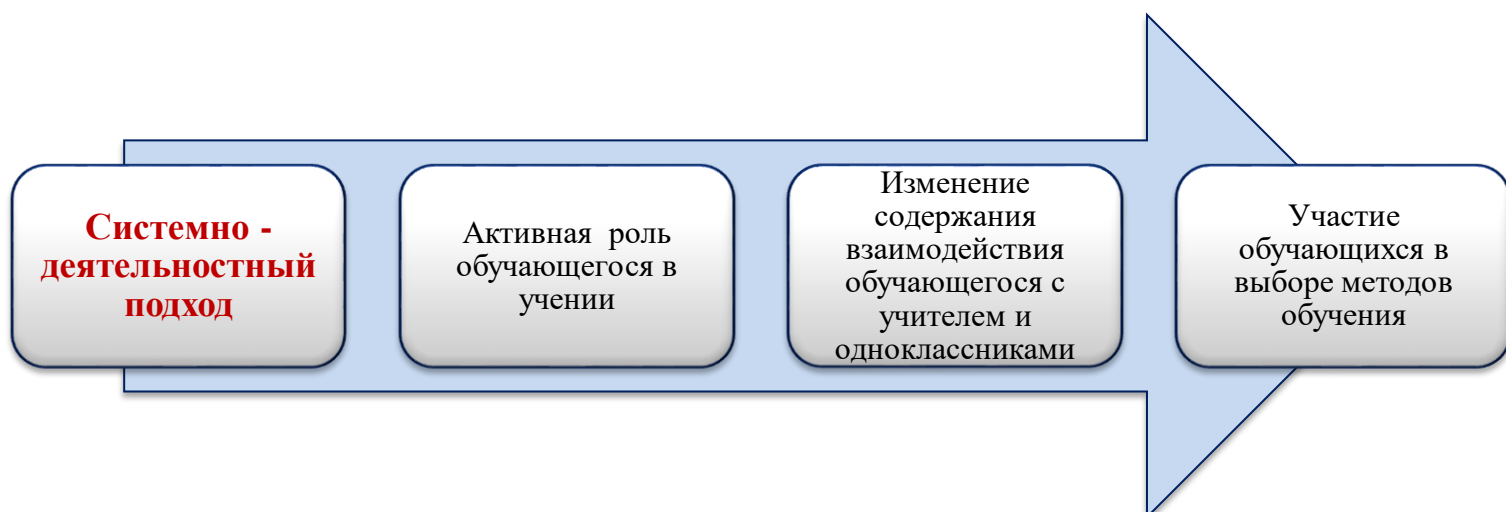 Системно -
деятельностный
подход
Активная  роль
обучающегося в
учении
Изменение
содержания
взаимодействия
обучающегося с
учителем и
одноклассниками
Участие
обучающихся в
выборе методов
обучения